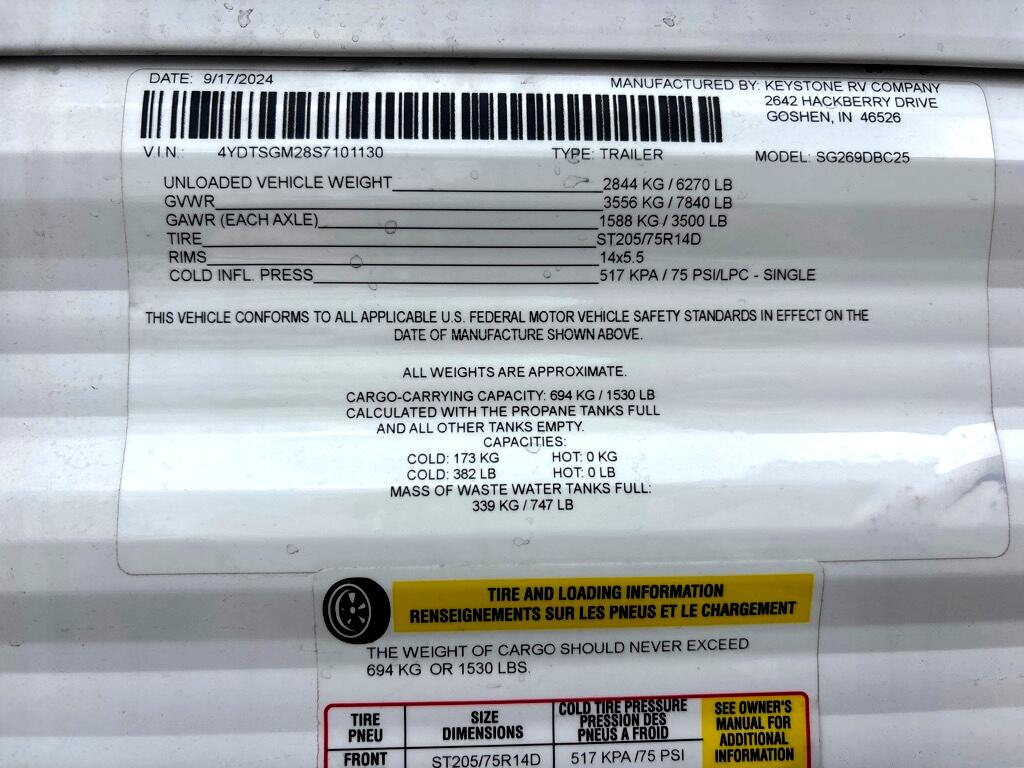 DATE: 9/17/2024
MANUFACTURED BY: KEYSTONE RV COMPANY
2642 HACKBERRY DRIVE
GOSHEN, IN 46526
V.I.N.: 4YDTSGM28S7101130 TYPE: TRAILER MODEL: SG269DBC25
UNLOADED VEHICLE WEIGHT 2844 KG / 6270 LB
GVWR 3556 KG / 7840 LB
GAWR (EACH AXLE) 1588 KG / 3500 LB
TIRE ST205/75R14D
RIMS 14x5.5
COLD INFL. PRESS 517 KPA / 75 PSI/LPC - SINGLE
THIS VEHICLE CONFORMS TO ALL APPLICABLE U.S. FEDERAL MOTOR VEHICLE SAFETY STANDARDS IN EFFECT ON THE
DATE OF MANUFACTURE SHOWN ABOVE.
ALL WEIGHTS ARE APPROXIMATE.
CARGO-CARRYING CAPACITY: 694 KG / 1530 LB
CALCULATED WITH THE PROPANE TANKS FULL
AND ALL OTHER TANKS EMPTY.
CAPACITIES:
COLD: 173 KG HOT: 0 KG
COLD: 382 LB HOT: 0 LB
MASS OF WASTE WATER TANKS FULL:
339 KG / 747 LB
TIRE AND LOADING INFORMATION
RENSEIGNEMENTS SUR LES PNEUS ET LE CHARGEMENT
THE WEIGHT OF CARGO SHOULD NEVER EXCEED
694 KG OR 1530 LBS.
TIRE
PNEU
SIZE
DIMENSIONS
COLD TIRE PRESSURE
PRESSION DES
PNEUS A FROID
SEE OWNER'S
MANUAL FOR
ADDITIONAL
INFORMATION
FRONT ST205/75R14D 517 KPA /75 PSI